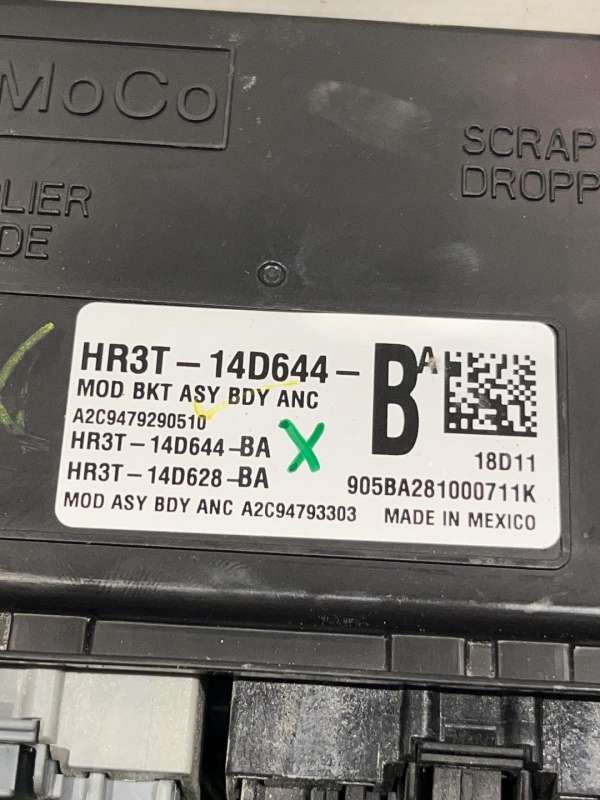 MoCo
SCRAP
DROPP
LIER
DE
HR3T-14D644-BA
MOD BKT ASY BDY ANC
A2C9479290510
HR3T-14D644-BA
X
HR3T-14D628-BA
18D11
905BA281000711K
MOD ASY BDY ANC A2C94793303
MADE IN MEXICO